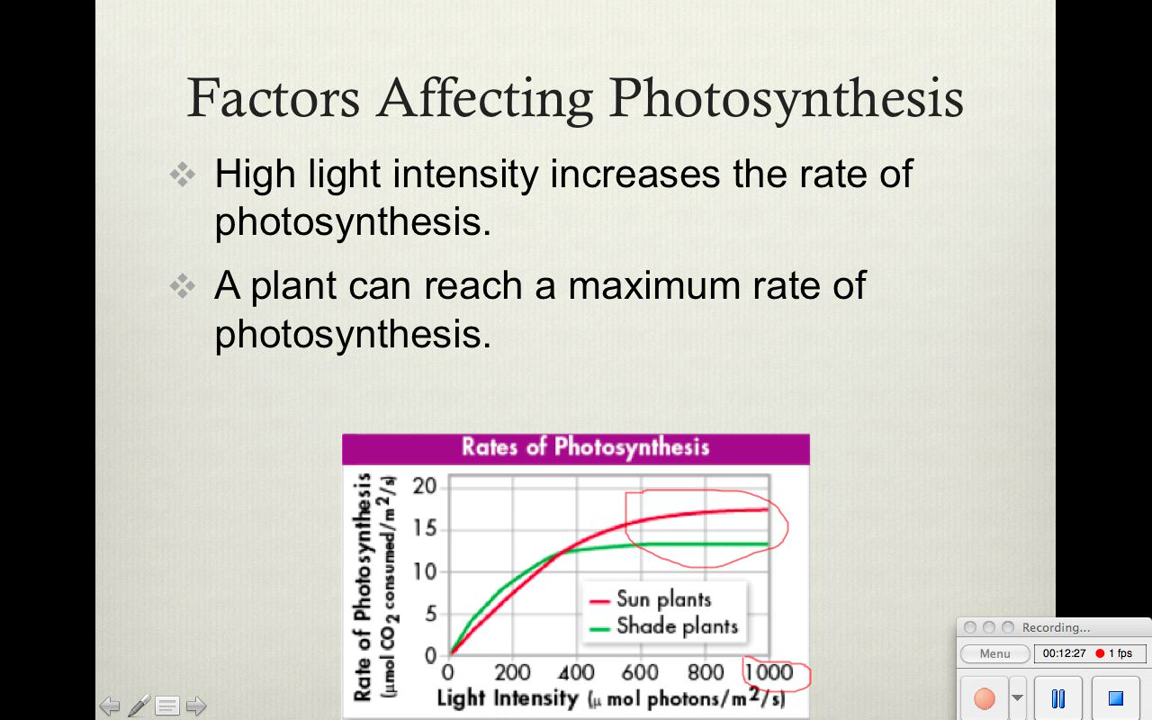 Factors Affecting Photosynthesis
❖ High light intensity increases the rate of
photosynthesis.
❖ A plant can reach a maximum rate of
photosynthesis.
Rates of Photosynthesis
Rate of Photosynthesis
(μmol CO2 consumed/m²/s)
20
15
10
5
0
Sun plants
Shade plants
0 200 400 600 800 1000
Light Intensity (μ mol photons/m²/s)
Recording...
Menu 00:12:27 1 fps